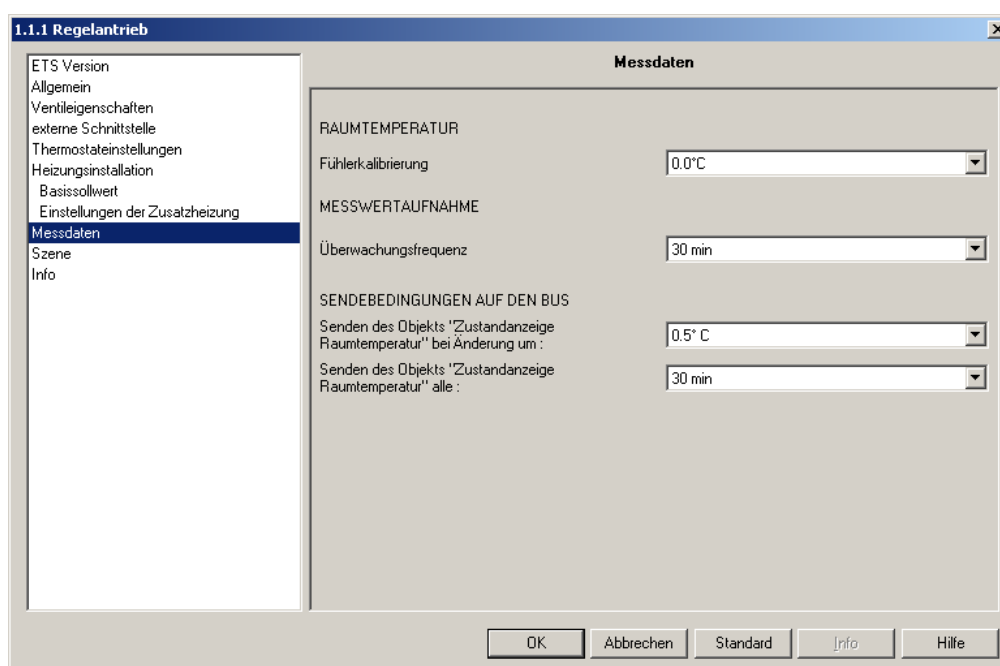 1.1.1 Regelantrieb
ETS Version
Allgemein
Ventileigenschaften
externe Schnittstelle
Thermostateinstellungen
Heizungsinstallation
Basissollwert
Einstellungen der Zusatzheizung
Messdaten
Szene
Info
Messdaten
RAUMTEMPERATUR
Fühlerkalibrierung
0.0°C
MESSWERTAUFNAHME
Überwachungsfrequenz
30 min
SENDEBEDINGUNGEN AUF DEN BUS
Senden des Objekts "Zustandanzeige
Raumtemperatur" bei Änderung um :
0.5° C
Senden des Objekts "Zustandanzeige
Raumtemperatur" alle :
30 min
OK
Abbrechen
Standard
Info
Hilfe